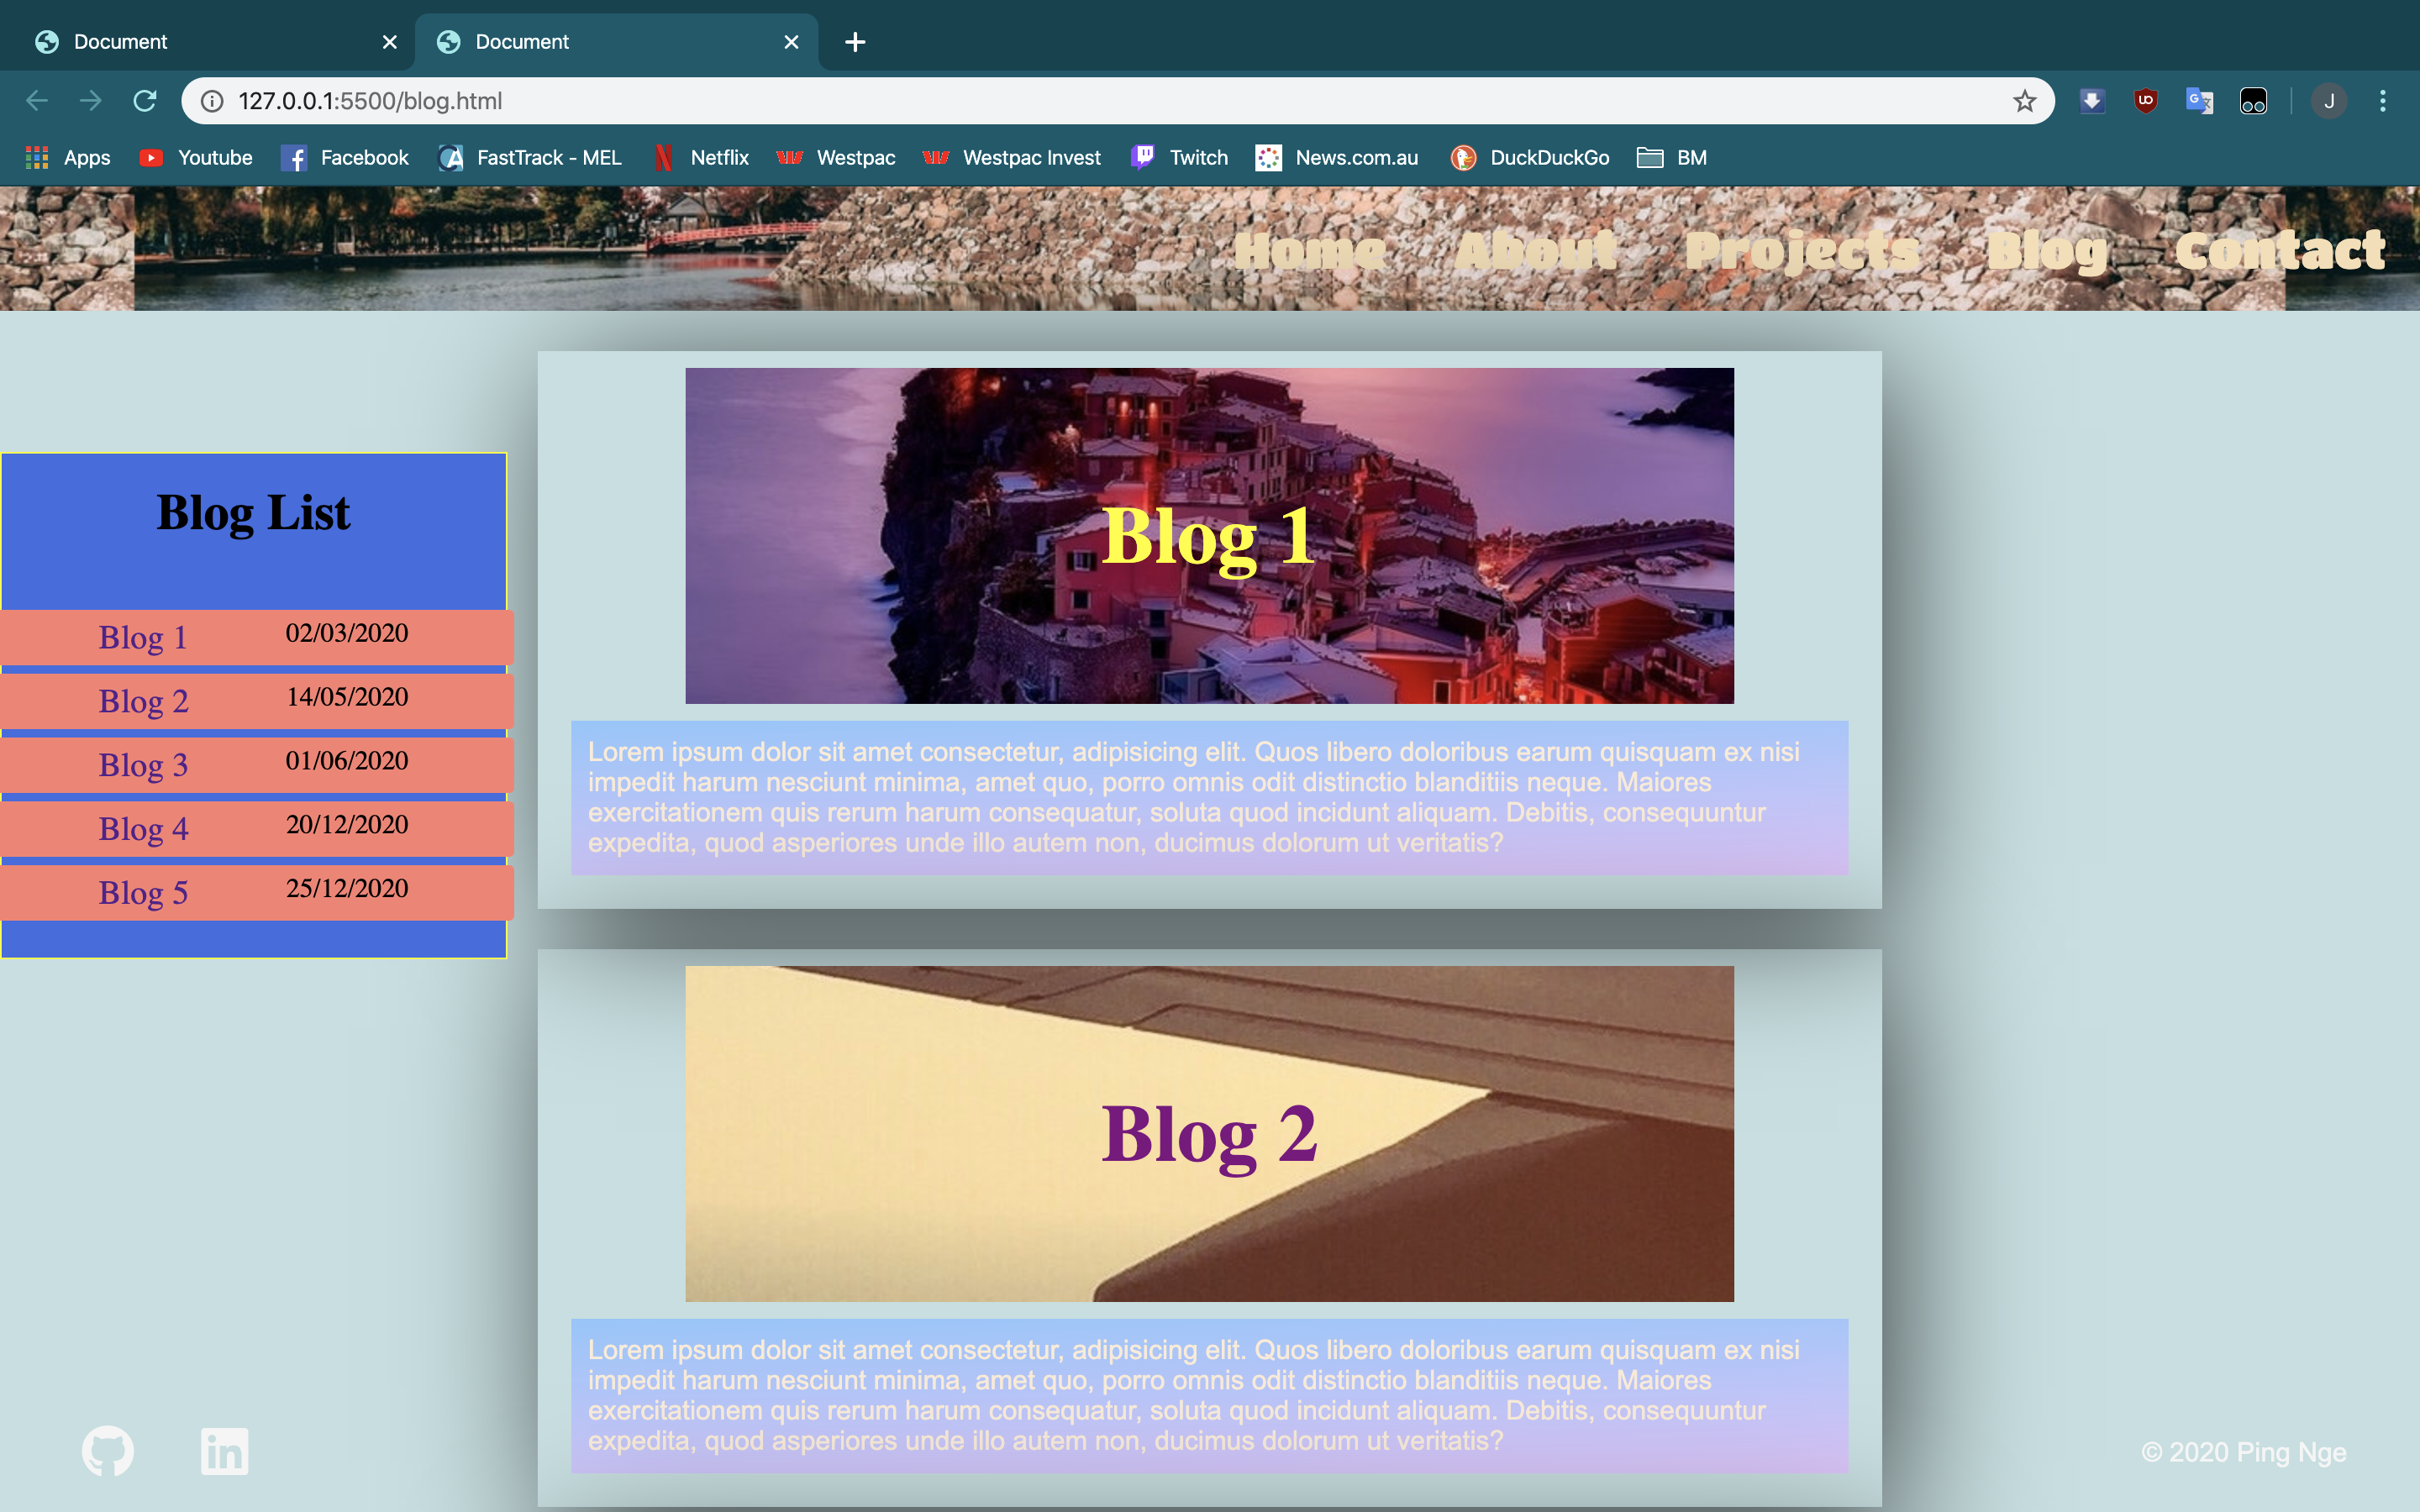 Document
Document
127.0.0.1:5500/blog.html
J
Apps Youtube Facebook FastTrack - MEL Netflix Westpac Westpac Invest Twitch News.com.au DuckDuckGo BM
Home About Projects Blog Contact
Blog List
Blog 1 02/03/2020
Blog 2 14/05/2020
Blog 3 01/06/2020
Blog 4 20/12/2020
Blog 5 25/12/2020
Blog 1
Lorem ipsum dolor sit amet consectetur, adipisicing elit. Quos libero doloribus earum quisquam ex nisi
impedit harum nesciunt minima, amet quo, porro omnis odit distinctio blanditiis neque. Maiores
exercitationem quis rerum harum consequatur, soluta quod incidunt aliquam. Debitis, consequuntur
expedita, quod asperiores unde illo autem non, ducimus dolorum ut veritatis?
Blog 2
Lorem ipsum dolor sit amet consectetur, adipisicing elit. Quos libero doloribus earum quisquam ex nisi
impedit harum nesciunt minima, amet quo, porro omnis odit distinctio blanditiis neque. Maiores
exercitationem quis rerum harum consequatur, soluta quod incidunt aliquam. Debitis, consequuntur
expedita, quod asperiores unde illo autem non, ducimus dolorum ut veritatis?
© 2020 Ping Nge